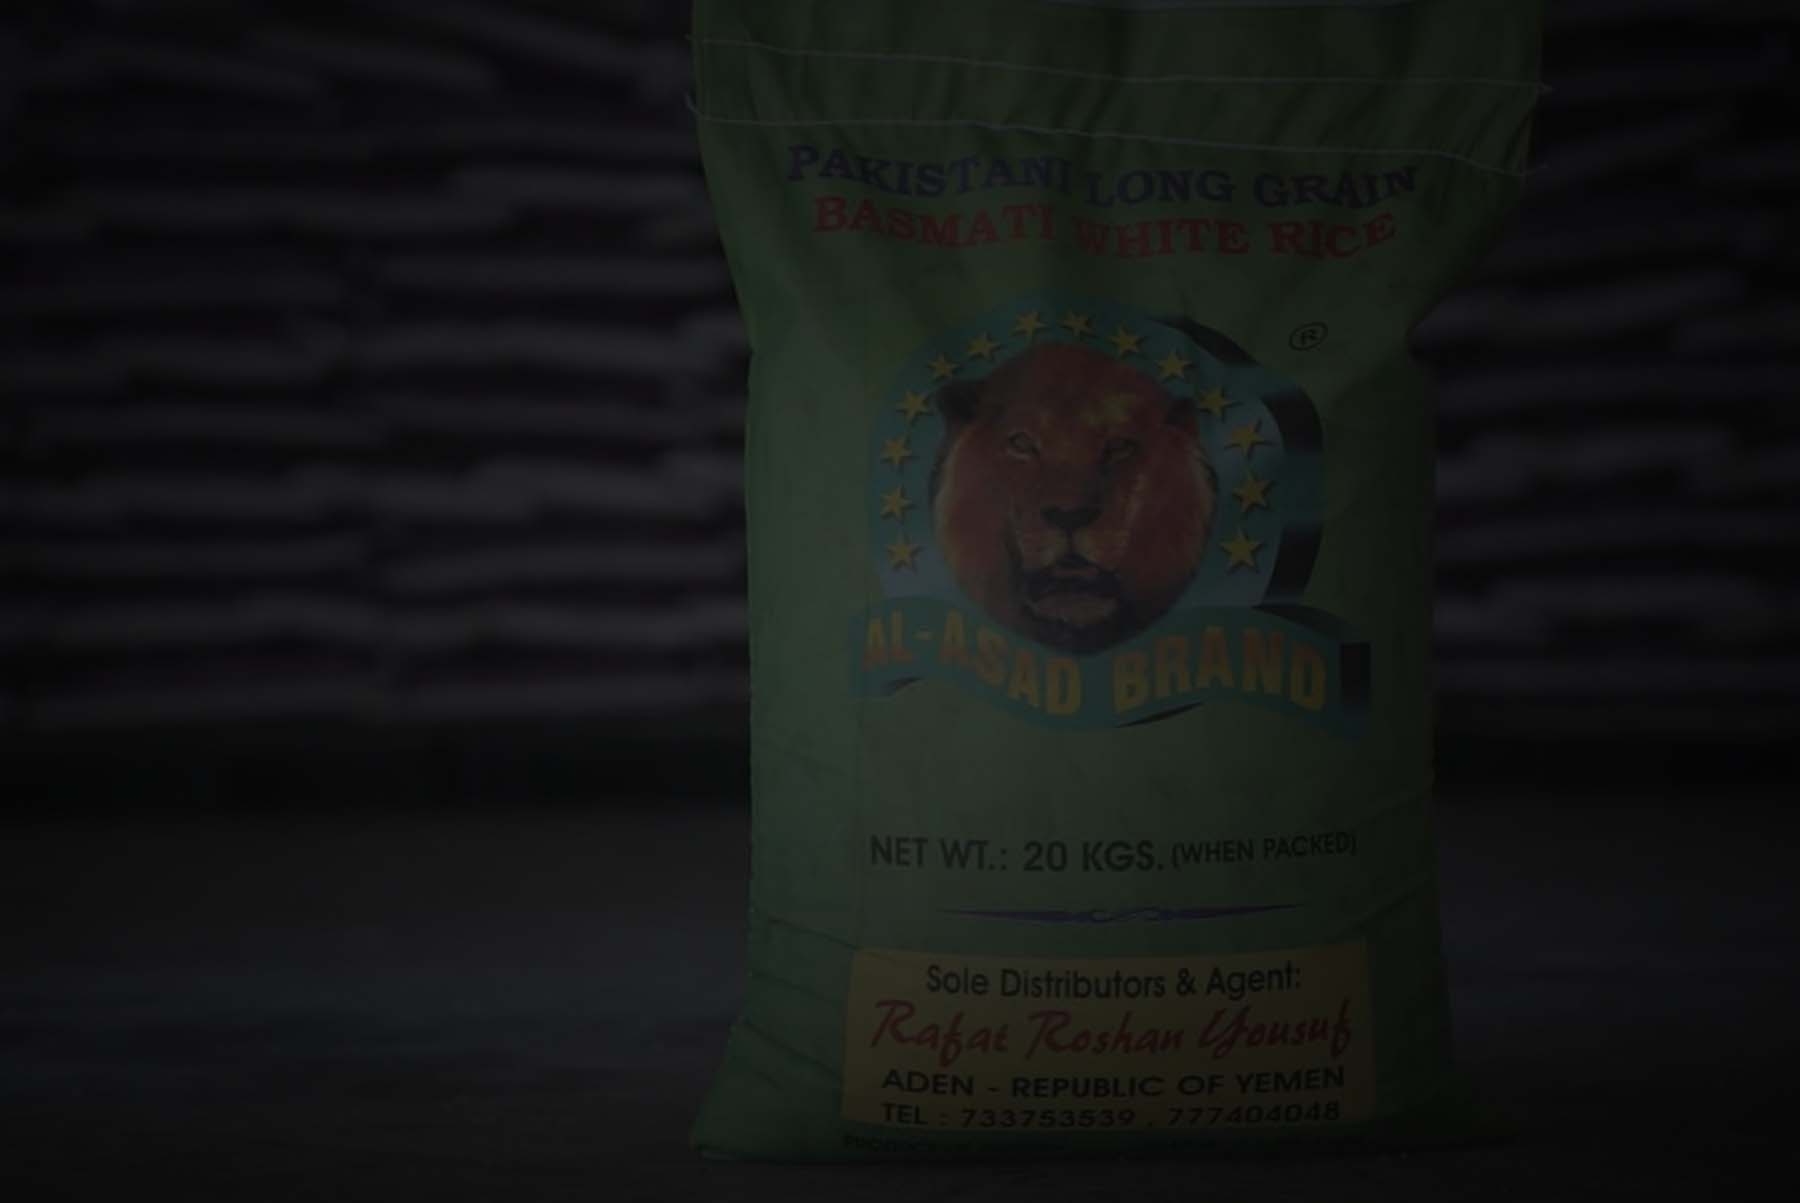 PAKISTANI LONG GRAIN
BASMATI WHITE RICE
®
AL-ASAD BRAND
NET WT.: 20 KGS. (WHEN PACKED)
Sole Distributors & Agent:
Rafat Roshan Yousuf
ADEN - REPUBLIC OF YEMEN
TEL : 733753539 , 777404048